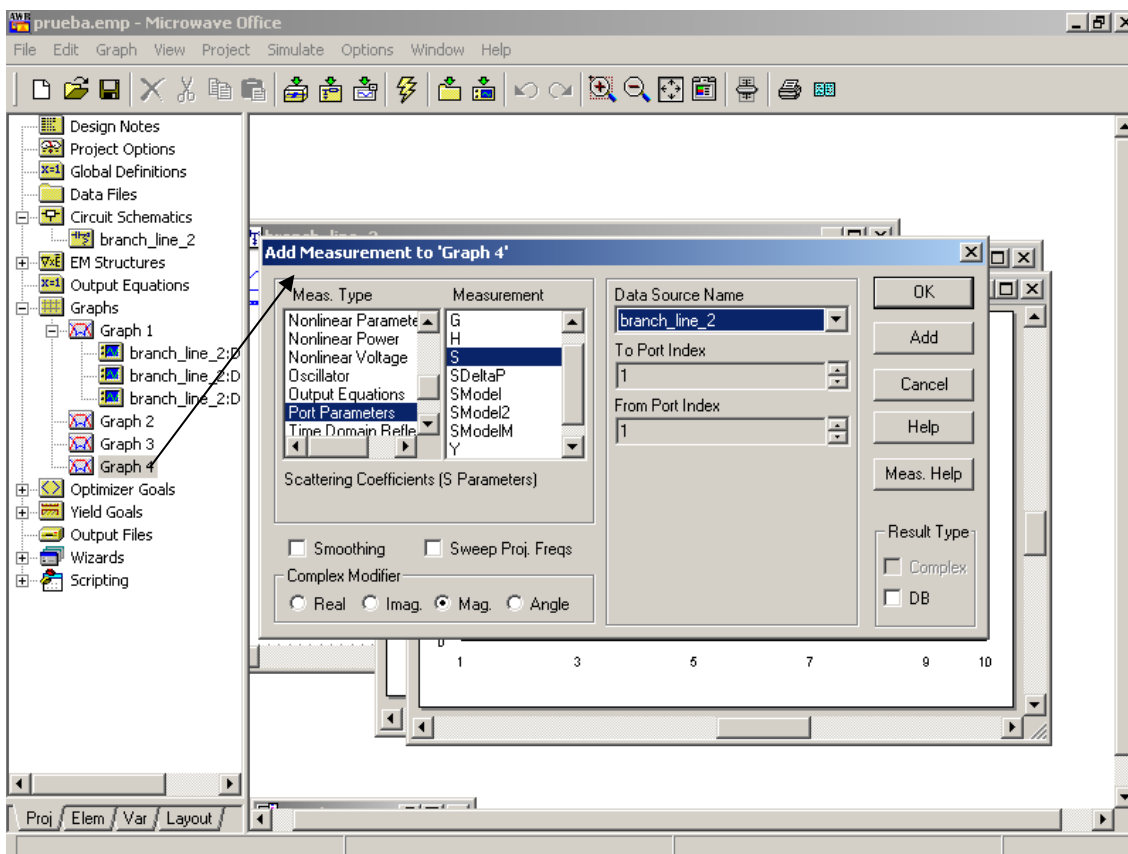 prueba.emp - Microwave Office
File Edit Graph View Project Simulate Options Window Help
Design Notes
Project Options
Global Definitions
Data Files
Circuit Schematics
branch_line_2
EM Structures
Output Equations
Graphs
Graph 1
branch_line_2:D
branch_line_2:D
branch_line_2:D
Graph 2
Graph 3
Graph 4
Optimizer Goals
Yield Goals
Output Files
Wizards
Scripting
Proj Elem Var Layout
Add Measurement to 'Graph 4'
Meas. Type
Nonlinear Paramete
Nonlinear Power
Nonlinear Voltage
Oscillator
Output Equations
Port Parameters
Time Domain Refle
Measurement
G
H
S
SDeltaP
SModel
SModel2
SModelM
Y
Scattering Coefficients (S Parameters)
Smoothing Sweep Proj. Freqs
Complex Modifier
Real Imag. Mag. Angle
Data Source Name
branch_line_2
To Port Index
1
From Port Index
1
OK
Add
Cancel
Help
Meas. Help
Result Type
Complex
DB
1 3 5 7 9 10